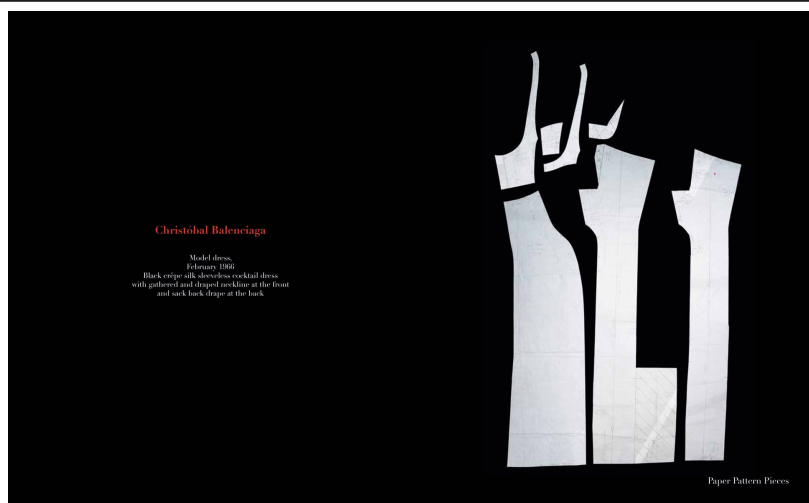 Christóbal Balenciaga
Model dress,
February 1966
Black crêpe silk sleeveless cocktail dress
with gathered and draped neckline at the front
and sack back drape at the back
Paper Pattern Pieces